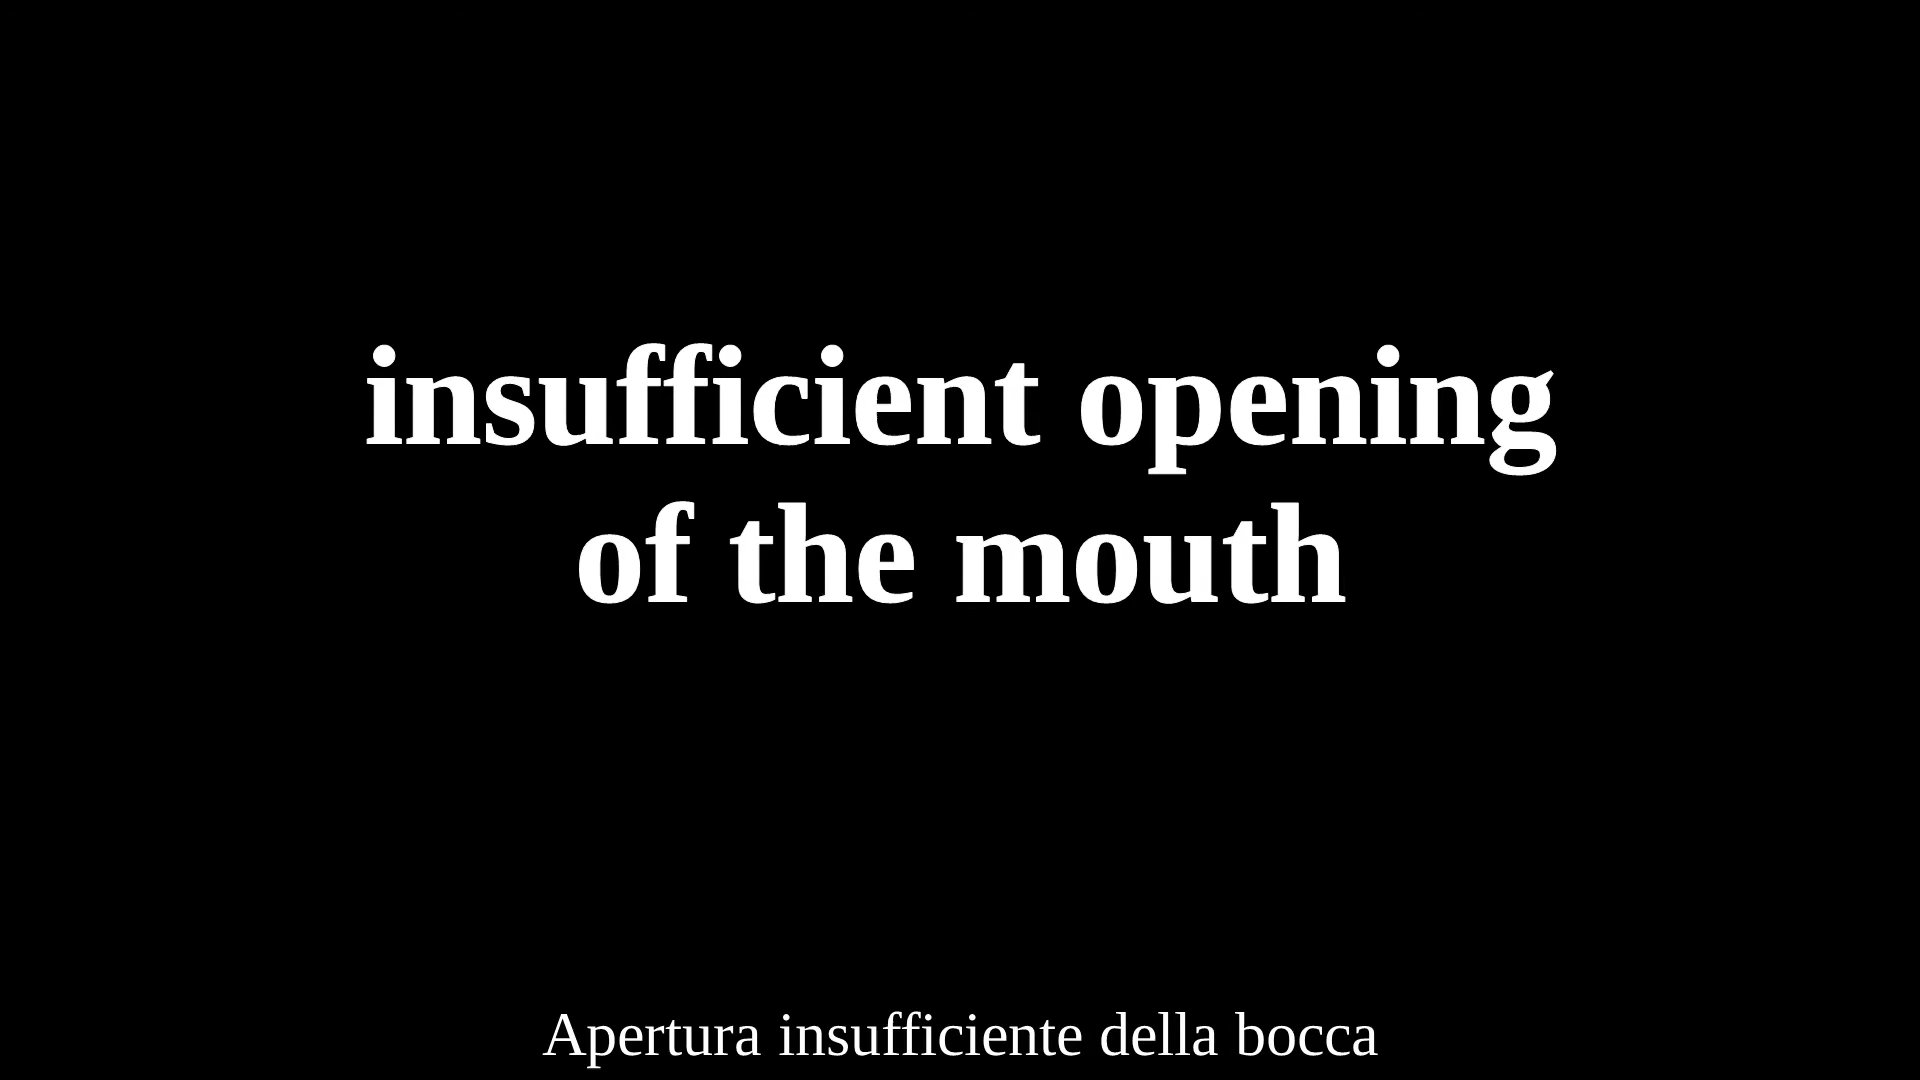 insufficient opening
of the mouth
Apertura insufficiente della bocca